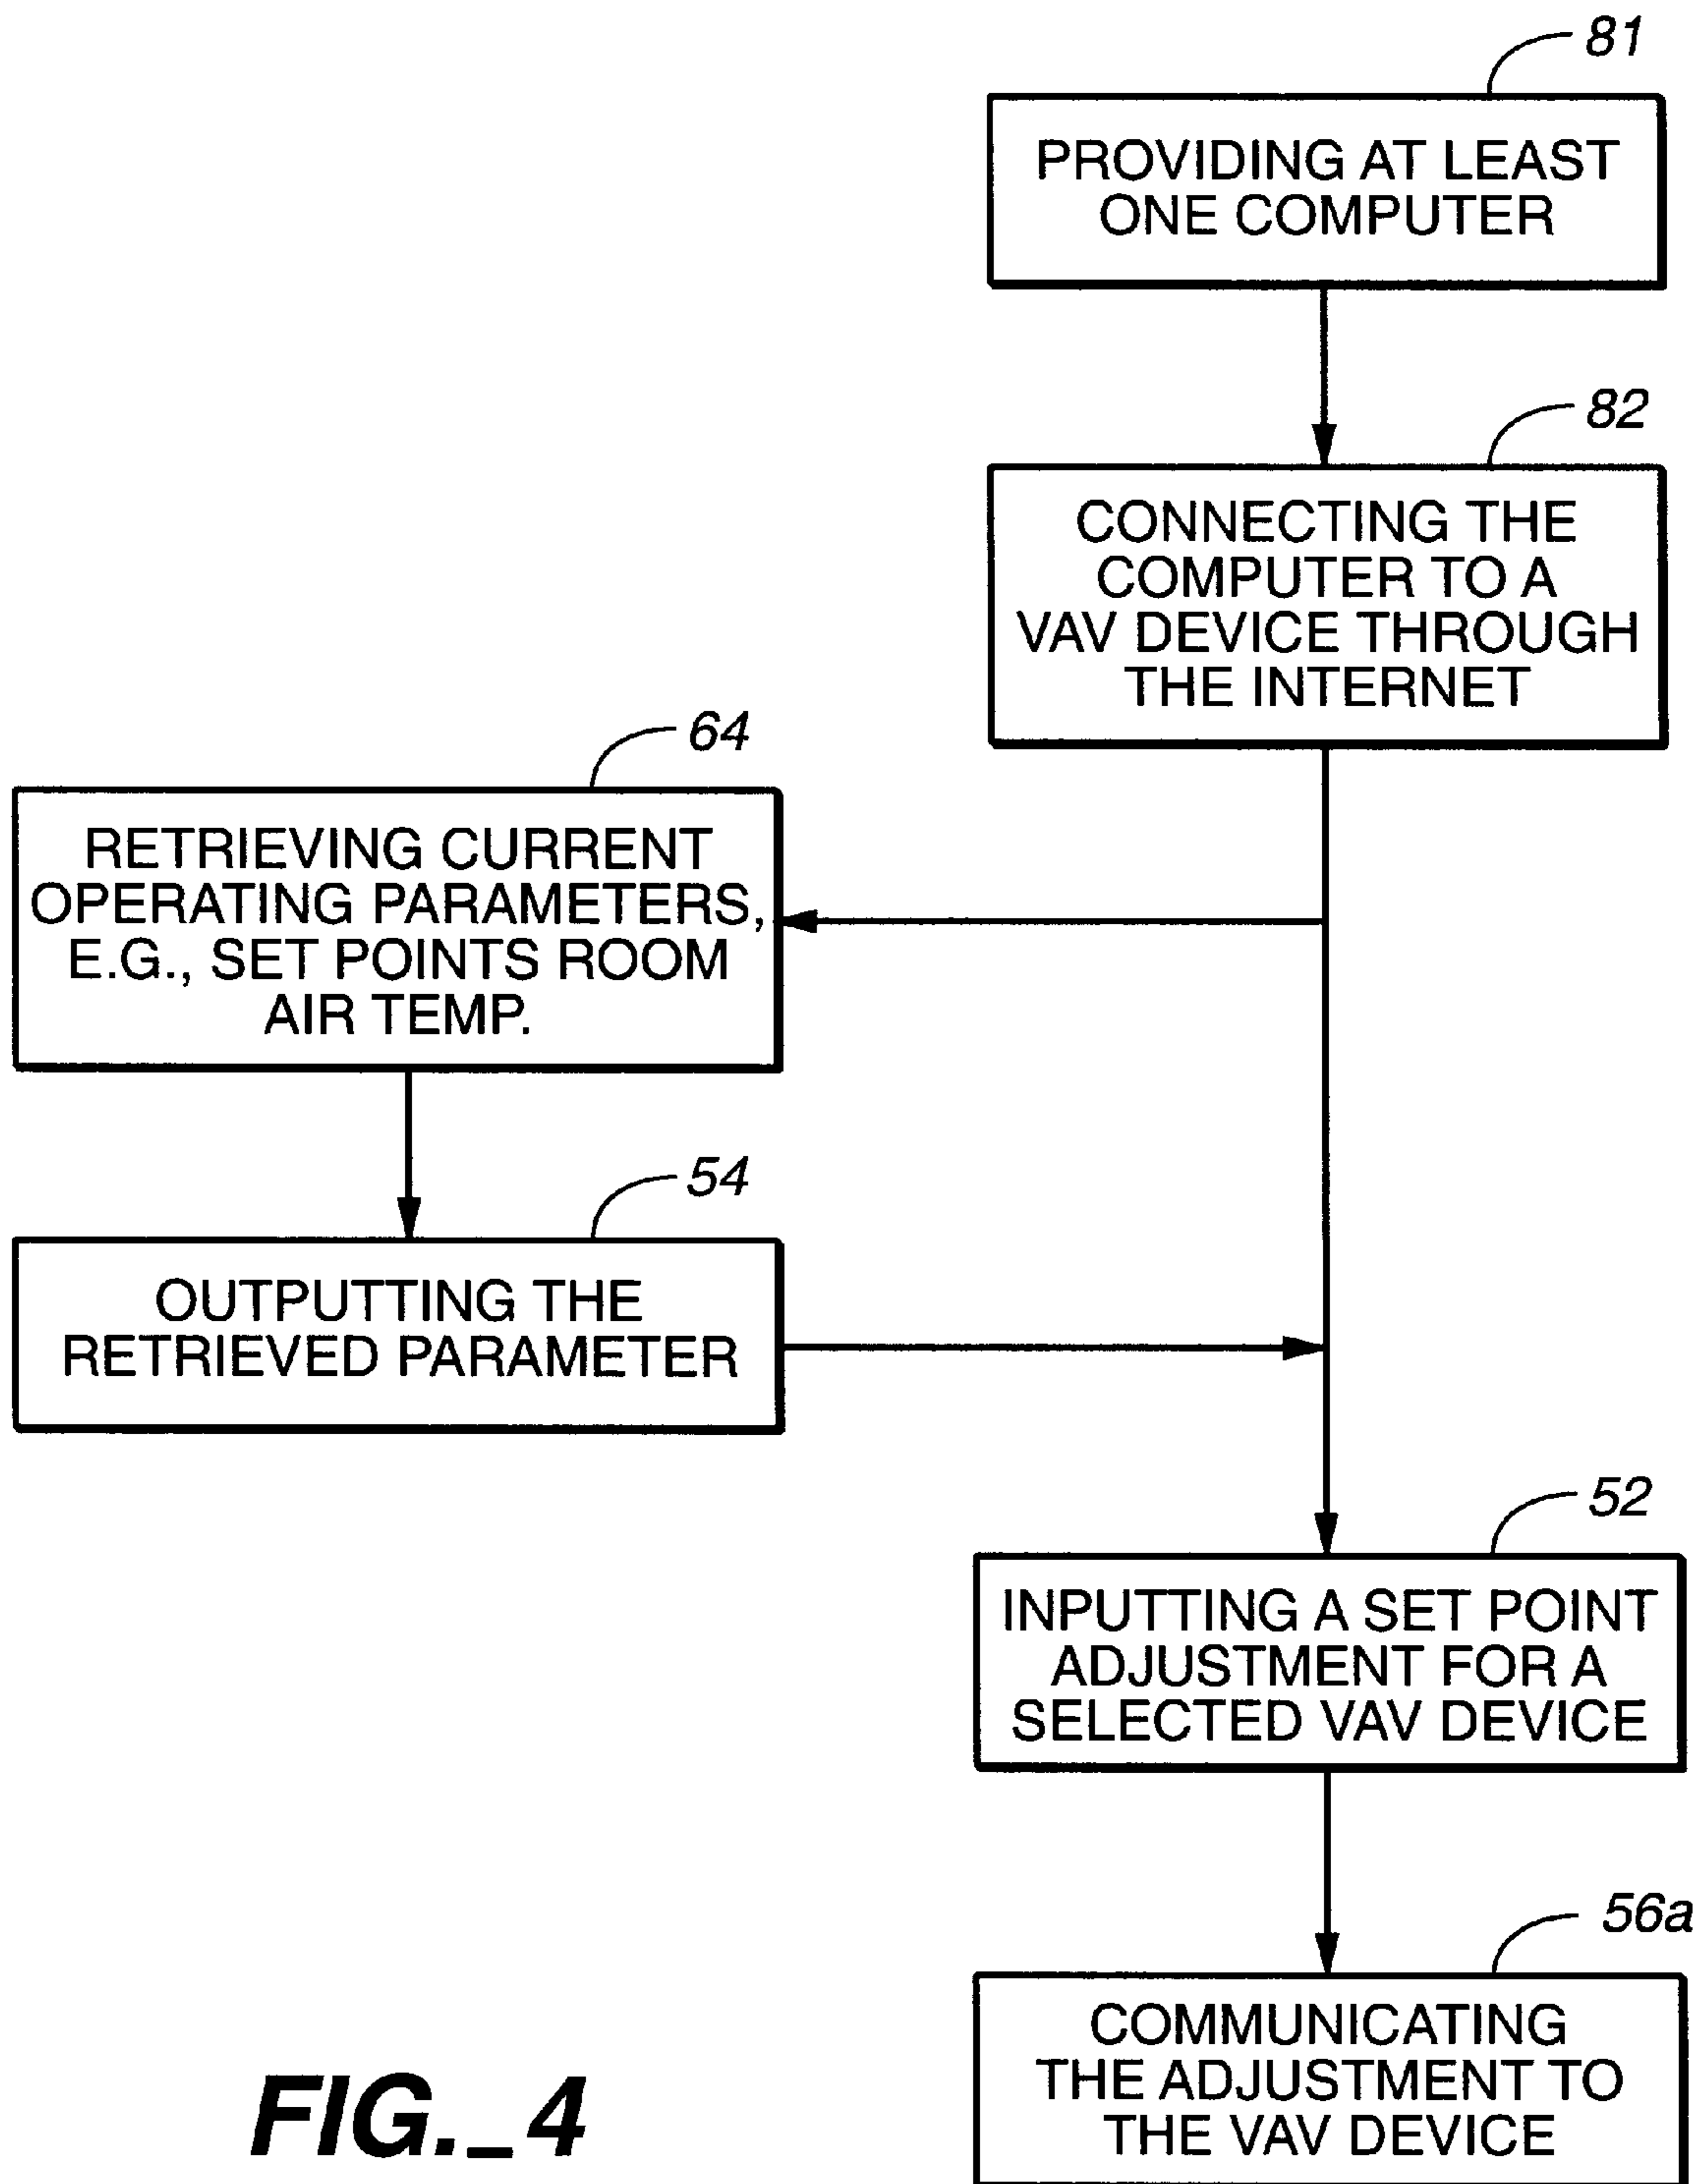 81
PROVIDING AT LEAST
ONE COMPUTER
82
CONNECTING THE
COMPUTER TO A
VAV DEVICE THROUGH
THE INTERNET
64
RETRIEVING CURRENT
OPERATING PARAMETERS,
E.G., SET POINTS ROOM
AIR TEMP.
54
OUTPUTTING THE
RETRIEVED PARAMETER
52
INPUTTING A SET POINT
ADJUSTMENT FOR A
SELECTED VAV DEVICE
56a
COMMUNICATING
THE ADJUSTMENT TO
THE VAV DEVICE
FIG._4